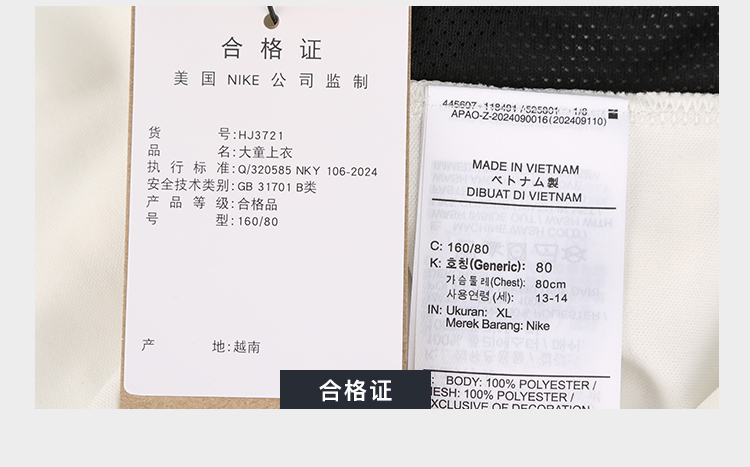 合格证
美国 NIKE 公司监制
货 号:HJ3721
品 名:大童上衣
执行标准:Q/320585 NKY 106-2024
安全技术类别:GB 31701 B类
产品等级:合格品
号 型:160/80
产 地:越南
445607 118491 /525001 1/6
APAO-Z-2024090016(202409110)
MADE IN VIETNAM
ベトナム製
DIBUAT DI VIETNAM
C: 160/80
K: 호칭(Generic): 80
가슴둘레(Chest): 80cm
사용연령(세): 13-14
IN: Ukuran: XL
Merek Barang: Nike
BODY: 100% POLYESTER /
MESH: 100% POLYESTER /
EXCLUSIVE OF DECORATION
合格证